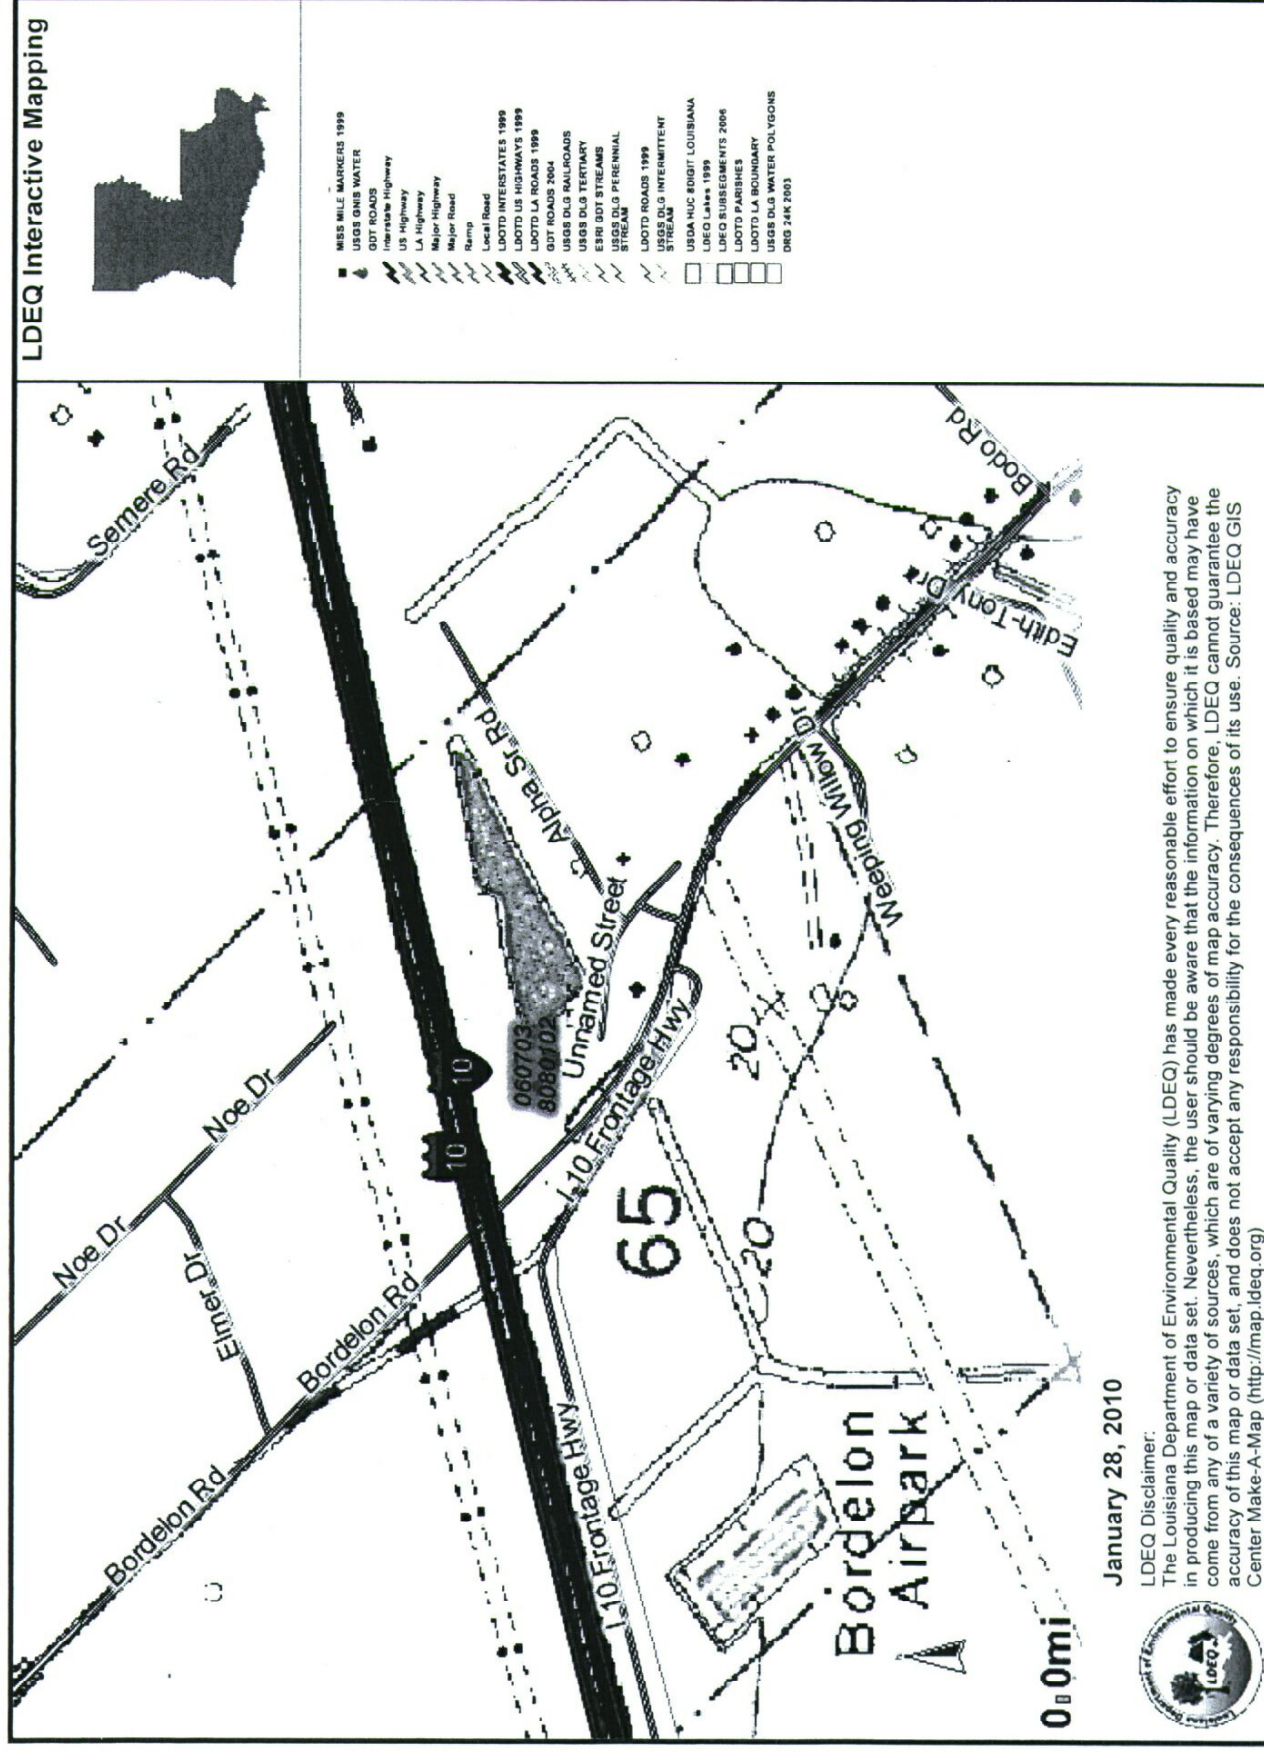 LDEQ Interactive Mapping
MISS MILE MARKERS 1999
USGS GNIS WATER
GDT ROADS
Interstate Highway
US Highway
LA Highway
Major Highway
Major Road
Ramp
Local Road
LDOTD INTERSTATES 1999
LDOTD US HIGHWAYS 1999
LDOTD LA ROADS 1999
GDT ROADS 2004
USGS DLG RAILROADS
USGS DLG TERTIARY
ESRI GDT STREAMS
USGS DLG PERENNIAL
STREAM
LDOTD ROADS 1999
USGS DLG INTERMITTENT
STREAM
USDA HUC 8DIGIT LOUISIANA
LDEQ Lakes 1999
LDEQ SUBSEGMENTS 2006
LDOTD PARISHES
LDOTD LA BOUNDARY
USGS DLG WATER POLYGONS
DRG 24K 2003
Semere Rd
Noe Dr
Noe Dr
Elmer Dr
Bordelon Rd
Bordelon Rd
10
10
060703
8080102
Unnamed Street
Alpha Sr Rd
I-10 Frontage Hwy
I-10 Frontage Hwy
65
20
20
Weeping Willow Dr
Edith-Tony Dr
Bodo Rd
Bordelon
Airpark
0.0mi
January 28, 2010
LDEQ Disclaimer:
The Louisiana Department of Environmental Quality (LDEQ) has made every reasonable effort to ensure quality and accuracy
in producing this map or data set. Nevertheless, the user should be aware that the information on which it is based may have
come from any of a variety of sources, which are of varying degrees of map accuracy. Therefore, LDEQ cannot guarantee the
accuracy of this map or data set, and does not accept any responsibility for the consequences of its use. Source: LDEQ GIS
Center Make-A-Map (http://map.ldeq.org)
Louisiana Department of Environmental Quality
LDEQ